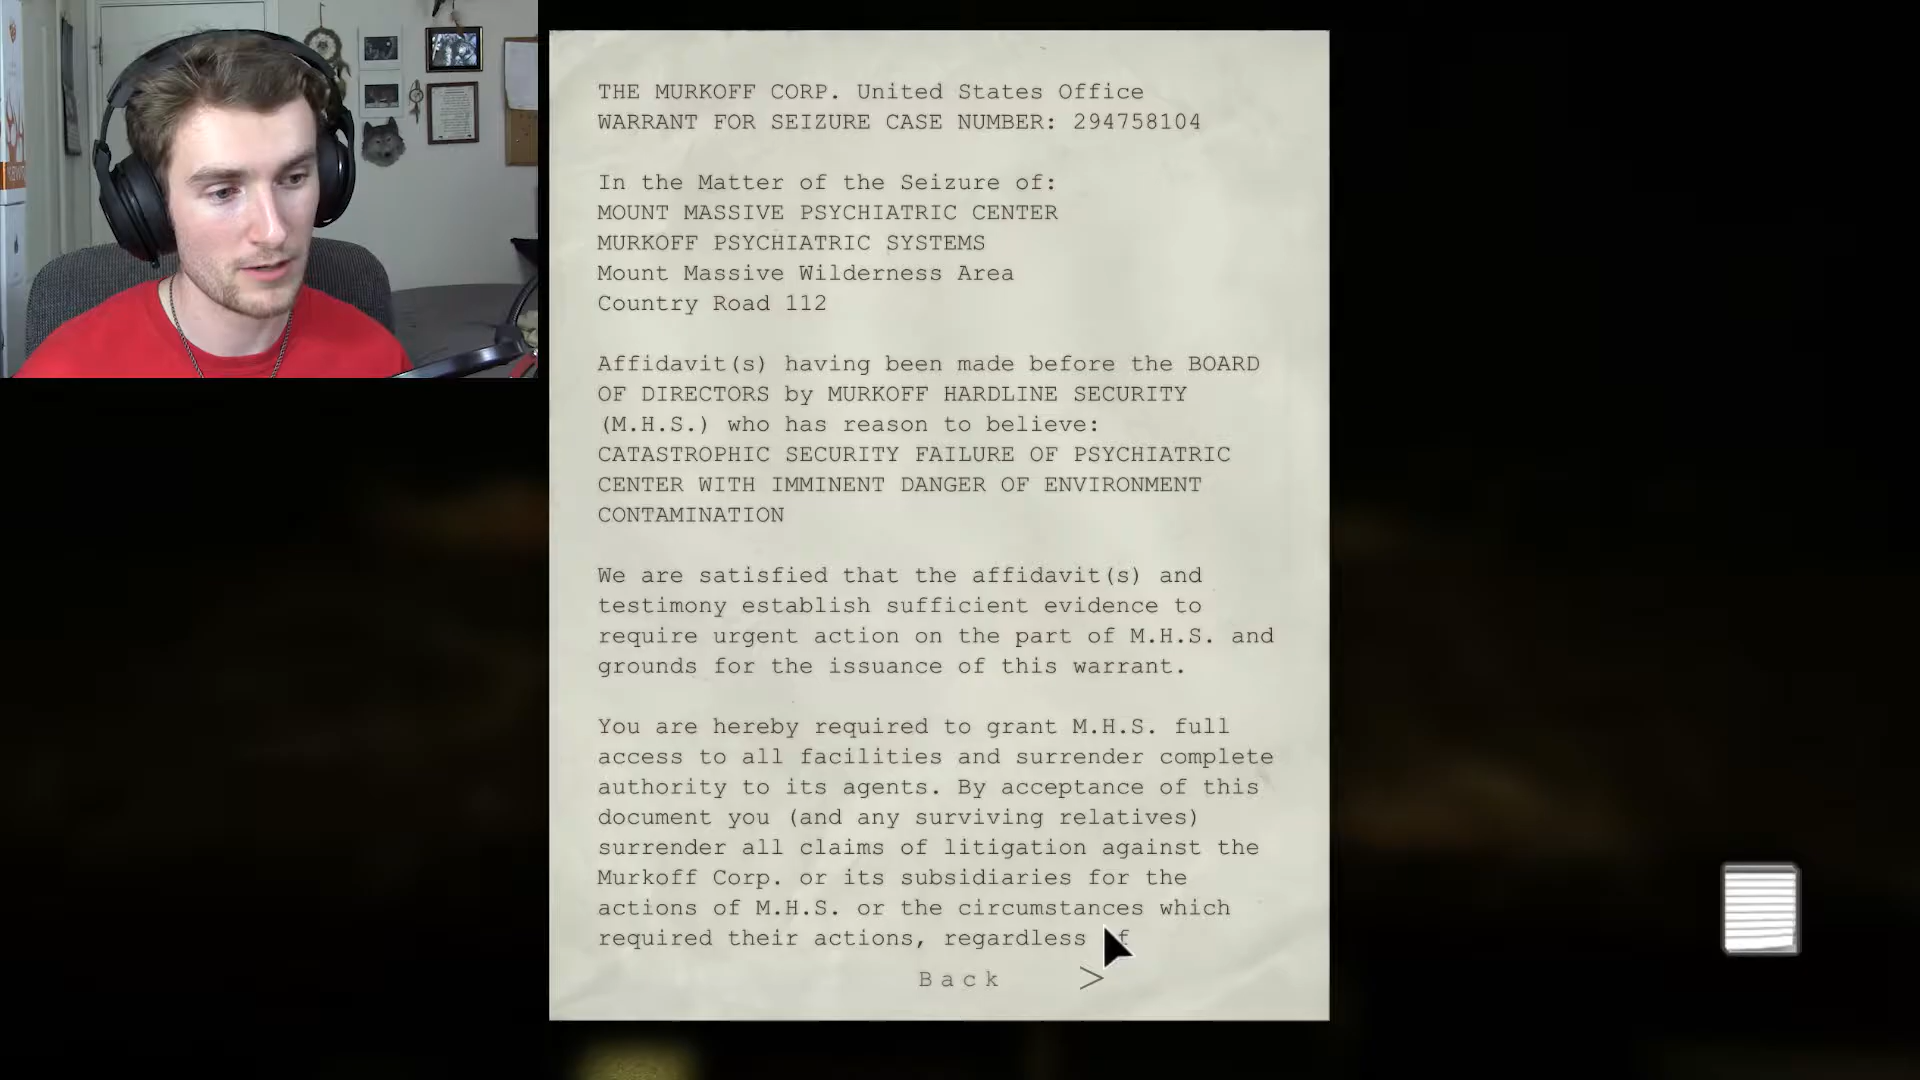 THE MURKOFF CORP. United States Office
WARRANT FOR SEIZURE CASE NUMBER: 294758104
In the Matter of the Seizure of:
MOUNT MASSIVE PSYCHIATRIC CENTER
MURKOFF PSYCHIATRIC SYSTEMS
Mount Massive Wilderness Area
Country Road 112
Affidavit(s) having been made before the BOARD
OF DIRECTORS by MURKOFF HARDLINE SECURITY
(M.H.S.) who has reason to believe:
CATASTROPHIC SECURITY FAILURE OF PSYCHIATRIC
CENTER WITH IMMINENT DANGER OF ENVIRONMENT
CONTAMINATION
We are satisfied that the affidavit(s) and
testimony establish sufficient evidence to
require urgent action on the part of M.H.S. and
grounds for the issuance of this warrant.
You are hereby required to grant M.H.S. full
access to all facilities and surrender complete
authority to its agents. By acceptance of this
document you (and any surviving relatives)
surrender all claims of litigation against the
Murkoff Corp. or its subsidiaries for the
actions of M.H.S. or the circumstances which
required their actions, regardless
Back >